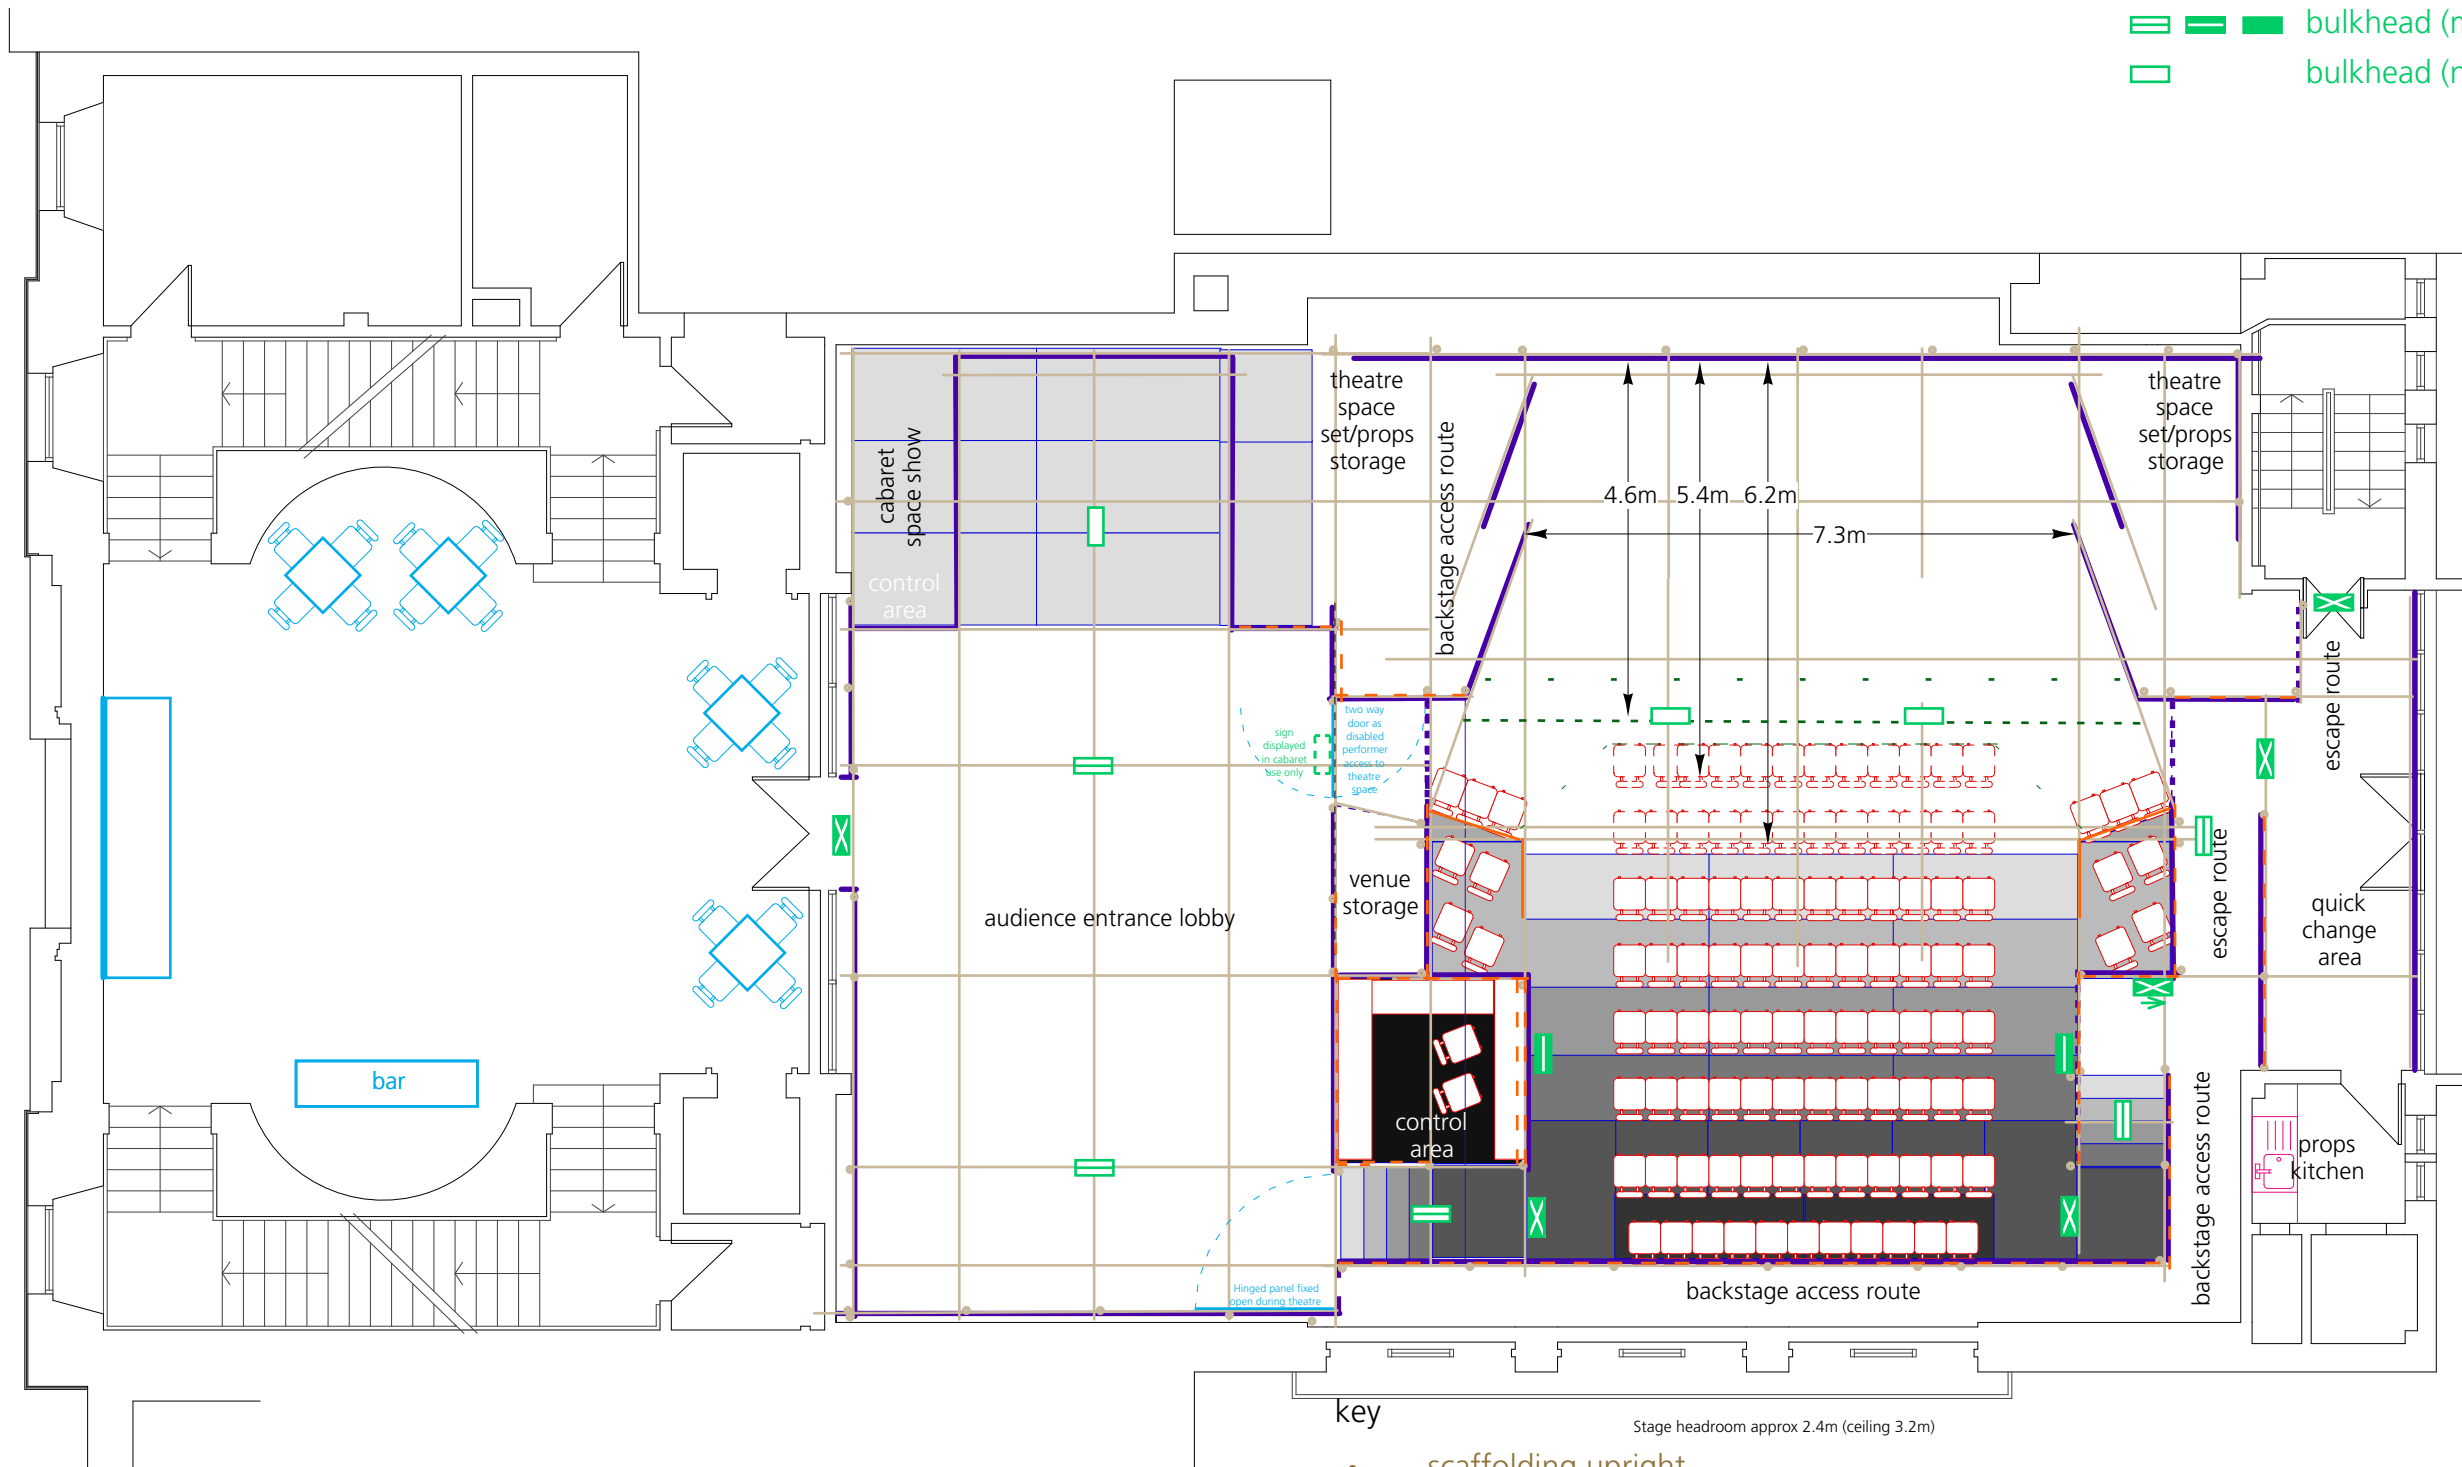 bulkhead (
bulkhead (
theatre
space
set/props
storage
theatre
space
set/props
storage
backstage access route
cabaret
space show
control
area
4.6m
5.4m
6.2m
7.3m
escape route
two way
door as
disabled
performer
access to
theatre
space
sign
displayed
in cabaret
use only
venue
storage
audience entrance lobby
escape route
quick
change
area
bar
control
area
props
kitchen
backstage access route
Hinged panel fixed
open during theatre
backstage access route
key
Stage headroom approx 2.4m (ceiling 3.2m)
scaffolding upright